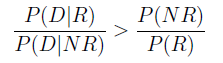 P(D|R) / P(D|NR) > P(NR) / P(R)